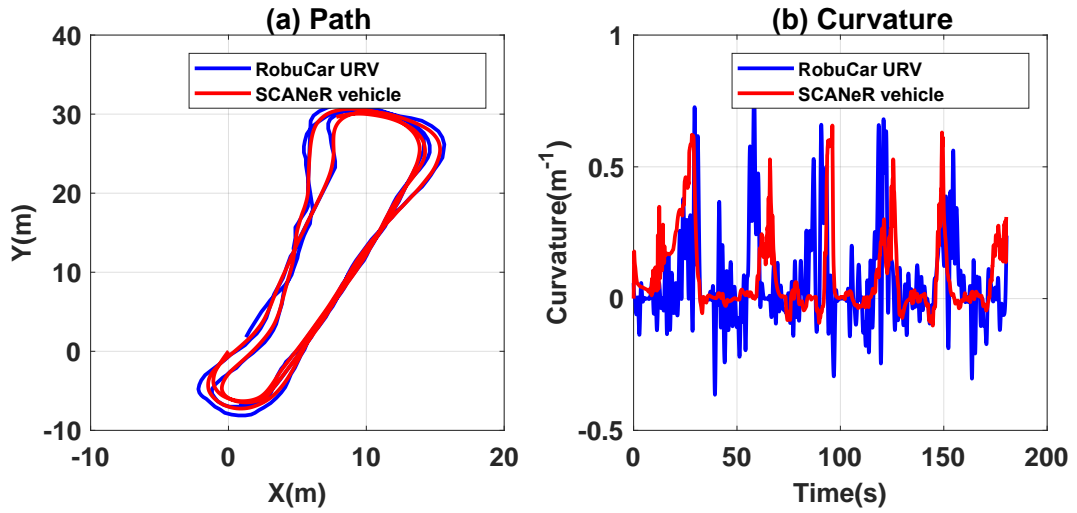 (a) Path
40
30
20
10
0
-10
Y(m)
-10
0
10
20
X(m)
RobuCar URV
SCANeR vehicle
(b) Curvature
1
0.5
0
-0.5
Curvature(m⁻¹)
0
50
100
150
200
Time(s)
RobuCar URV
SCANeR vehicle